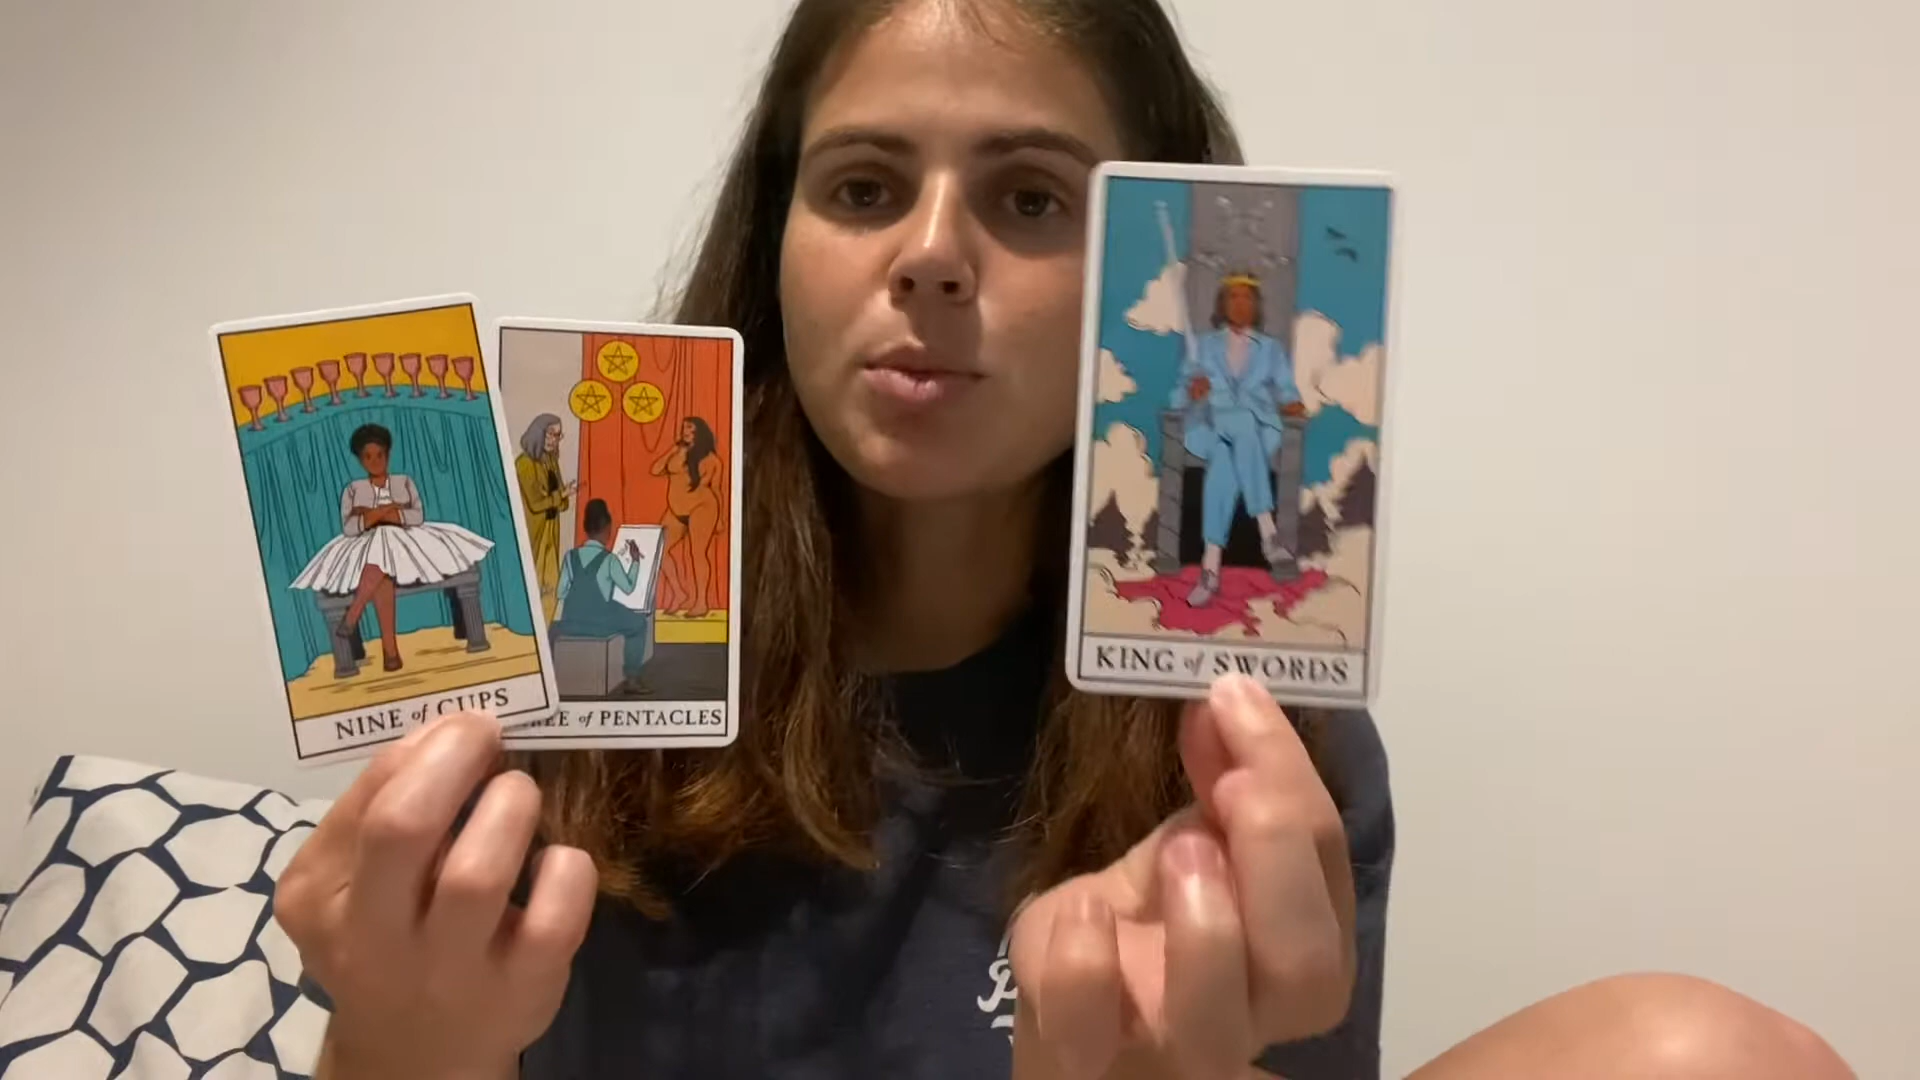 NINE of CUPS
of PENTACLES
KING of SWORDS